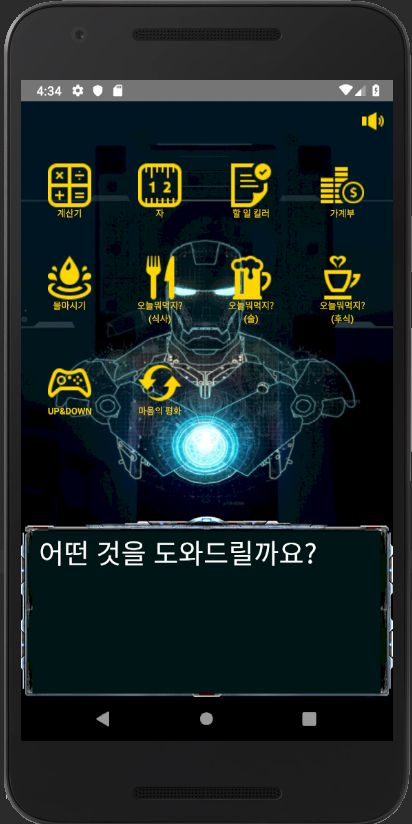 4:34
1 2
계산기
자
할 일 킬러
가계부
물마시기
오늘뭐먹지?
(식사)
오늘뭐먹지?
(술)
오늘뭐먹지?
(후식)
UP&DOWN
마음의 평화
어떤 것을 도와드릴까요?